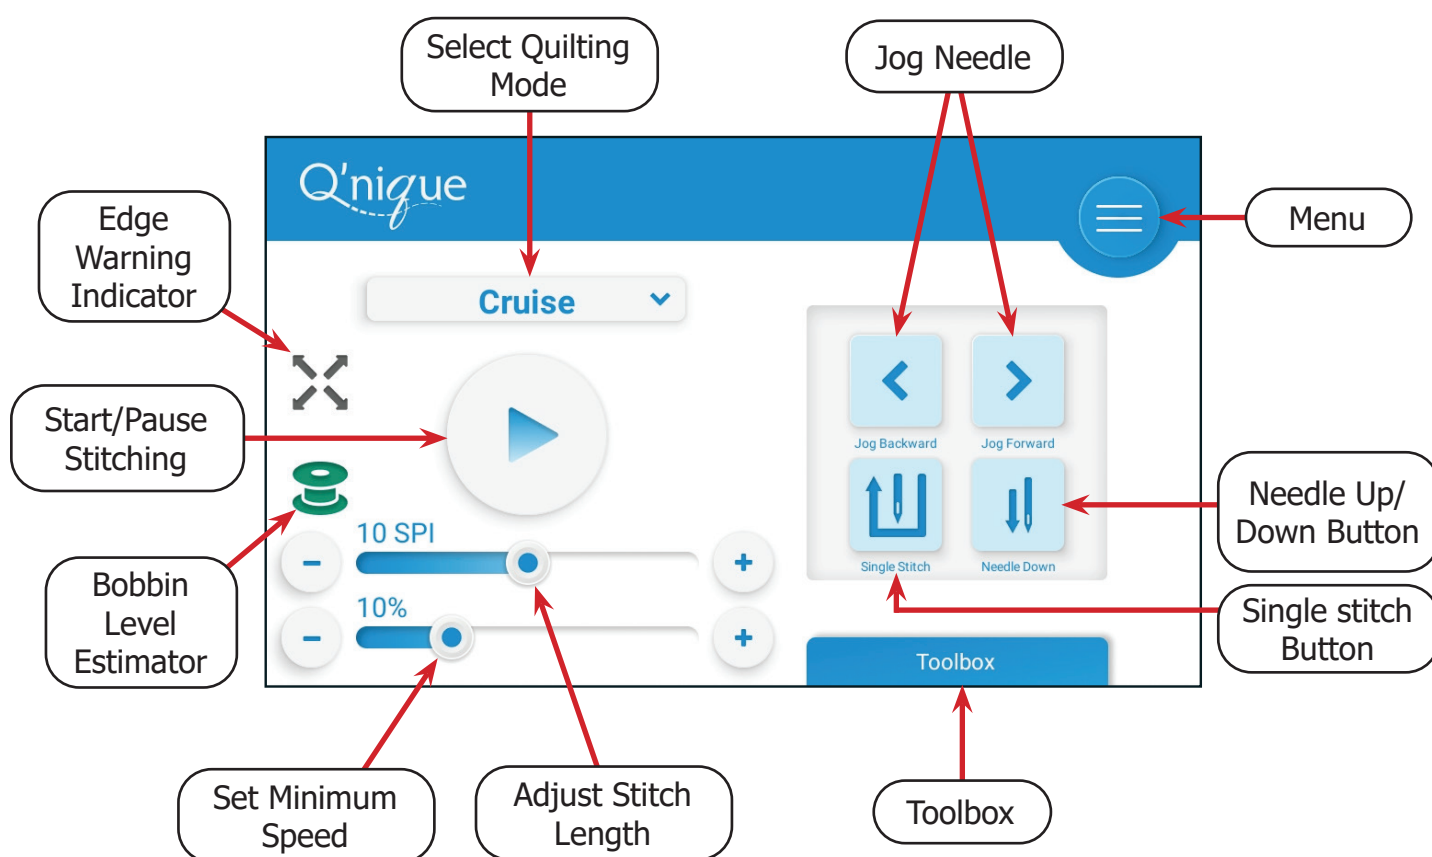 Select Quilting
Mode
Jog Needle
Q'nique
Edge
Warning
Indicator
Menu
Cruise
Start/Pause
Stitching
Jog Backward
Jog Forward
Needle Up/
Down Button
10 SPI
Single Stitch
Needle Down
Bobbin
Level
Estimator
10%
Single stitch
Button
Toolbox
Set Minimum
Speed
Adjust Stitch
Length
Toolbox